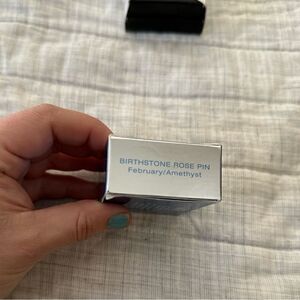 BIRTHSTONE ROSE PIN
February/Amethyst